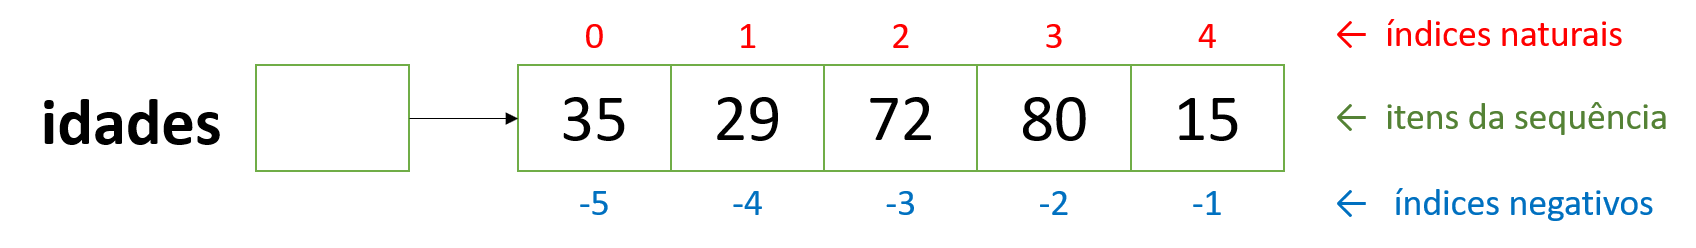 0 1 2 3 4 ← índices naturais
idades 35 29 72 80 15 ← itens da sequência
-5 -4 -3 -2 -1 ← índices negativos